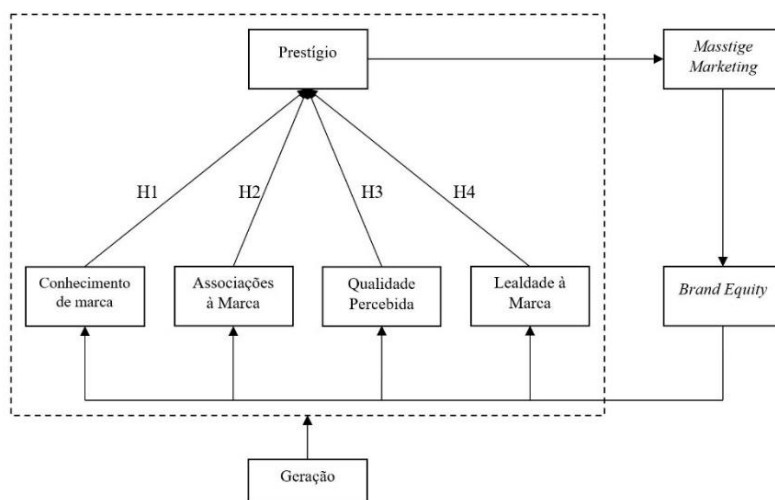 Prestígio
Masstige
Marketing
H1
H2
H3
H4
Conhecimento
de marca
Associações
à Marca
Qualidade
Percebida
Lealdade à
Marca
Brand Equity
Geração